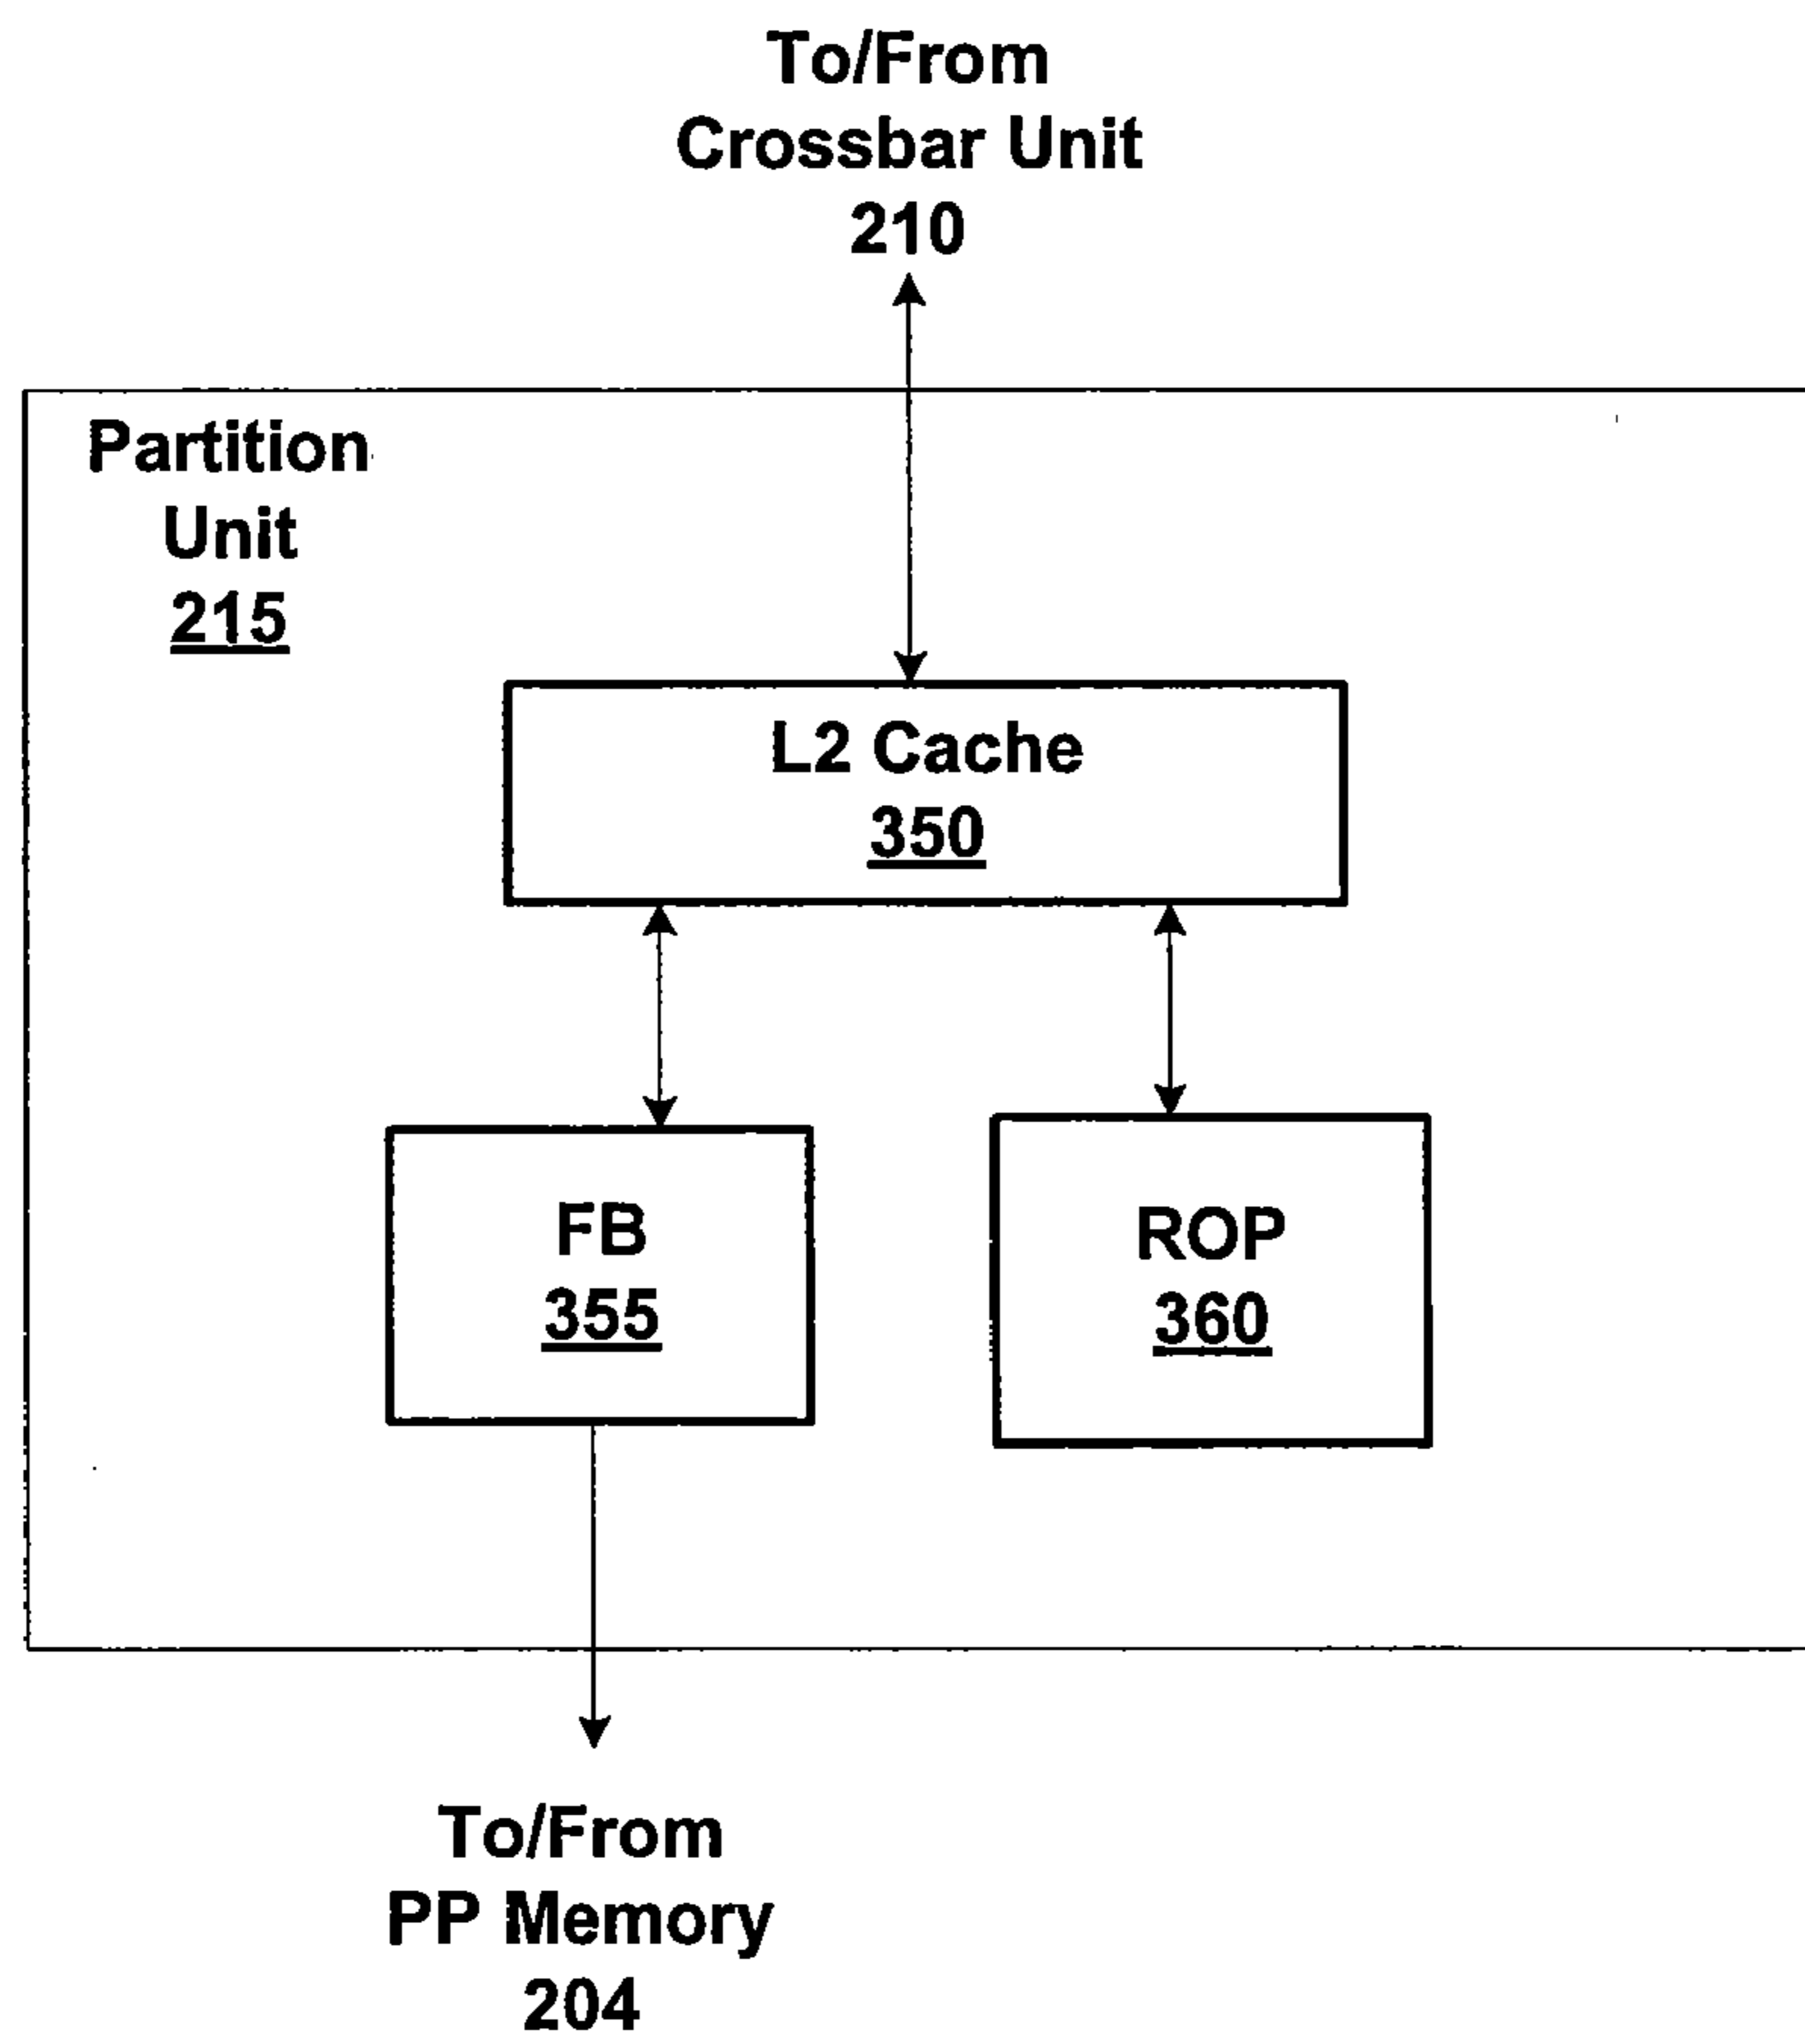 To/From
Crossbar Unit
210
Partition
Unit
215
L2 Cache
350
FB
355
ROP
360
To/From
PP Memory
204